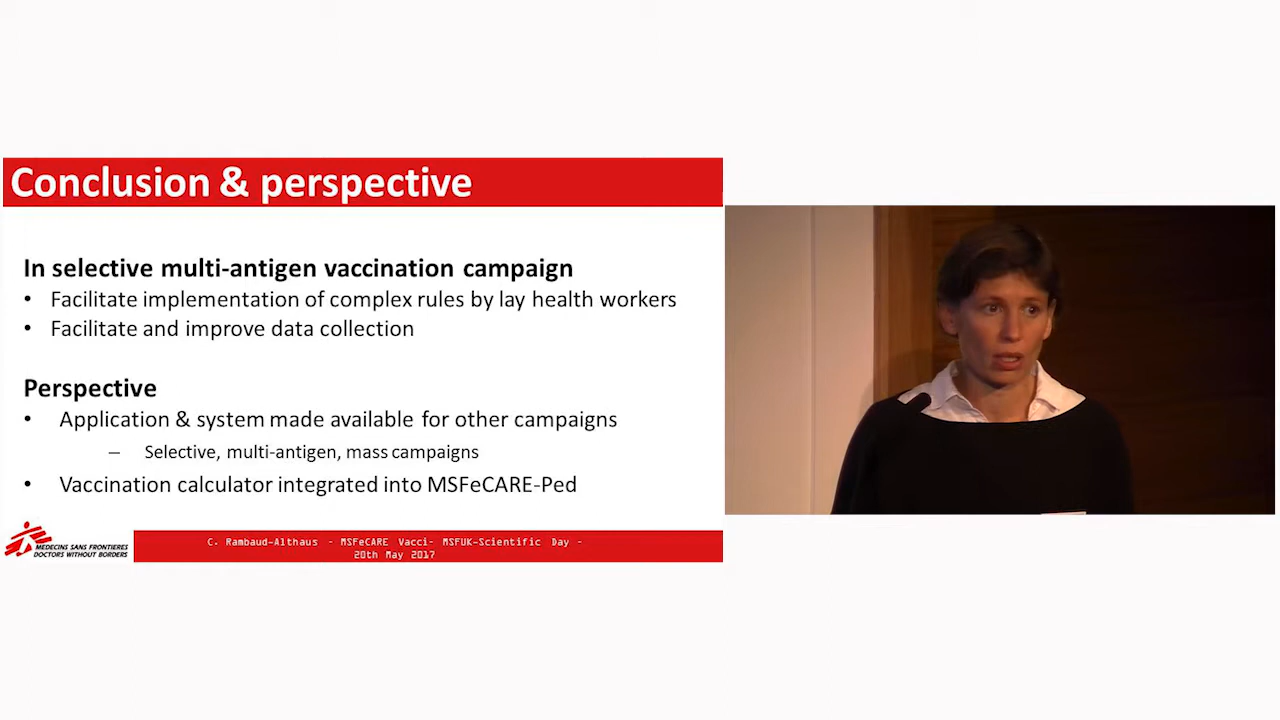 Conclusion & perspective
In selective multi-antigen vaccination campaign
• Facilitate implementation of complex rules by lay health workers
• Facilitate and improve data collection
Perspective
• Application & system made available for other campaigns
– Selective, multi-antigen, mass campaigns
• Vaccination calculator integrated into MSFeCARE-Ped
MEDECINS SANS FRONTIERES
DOCTORS WITHOUT BORDERS
C. Rambaud-Althaus - MSFeCARE Vacci- MSFUK-Scientific Day -
20th May 2017